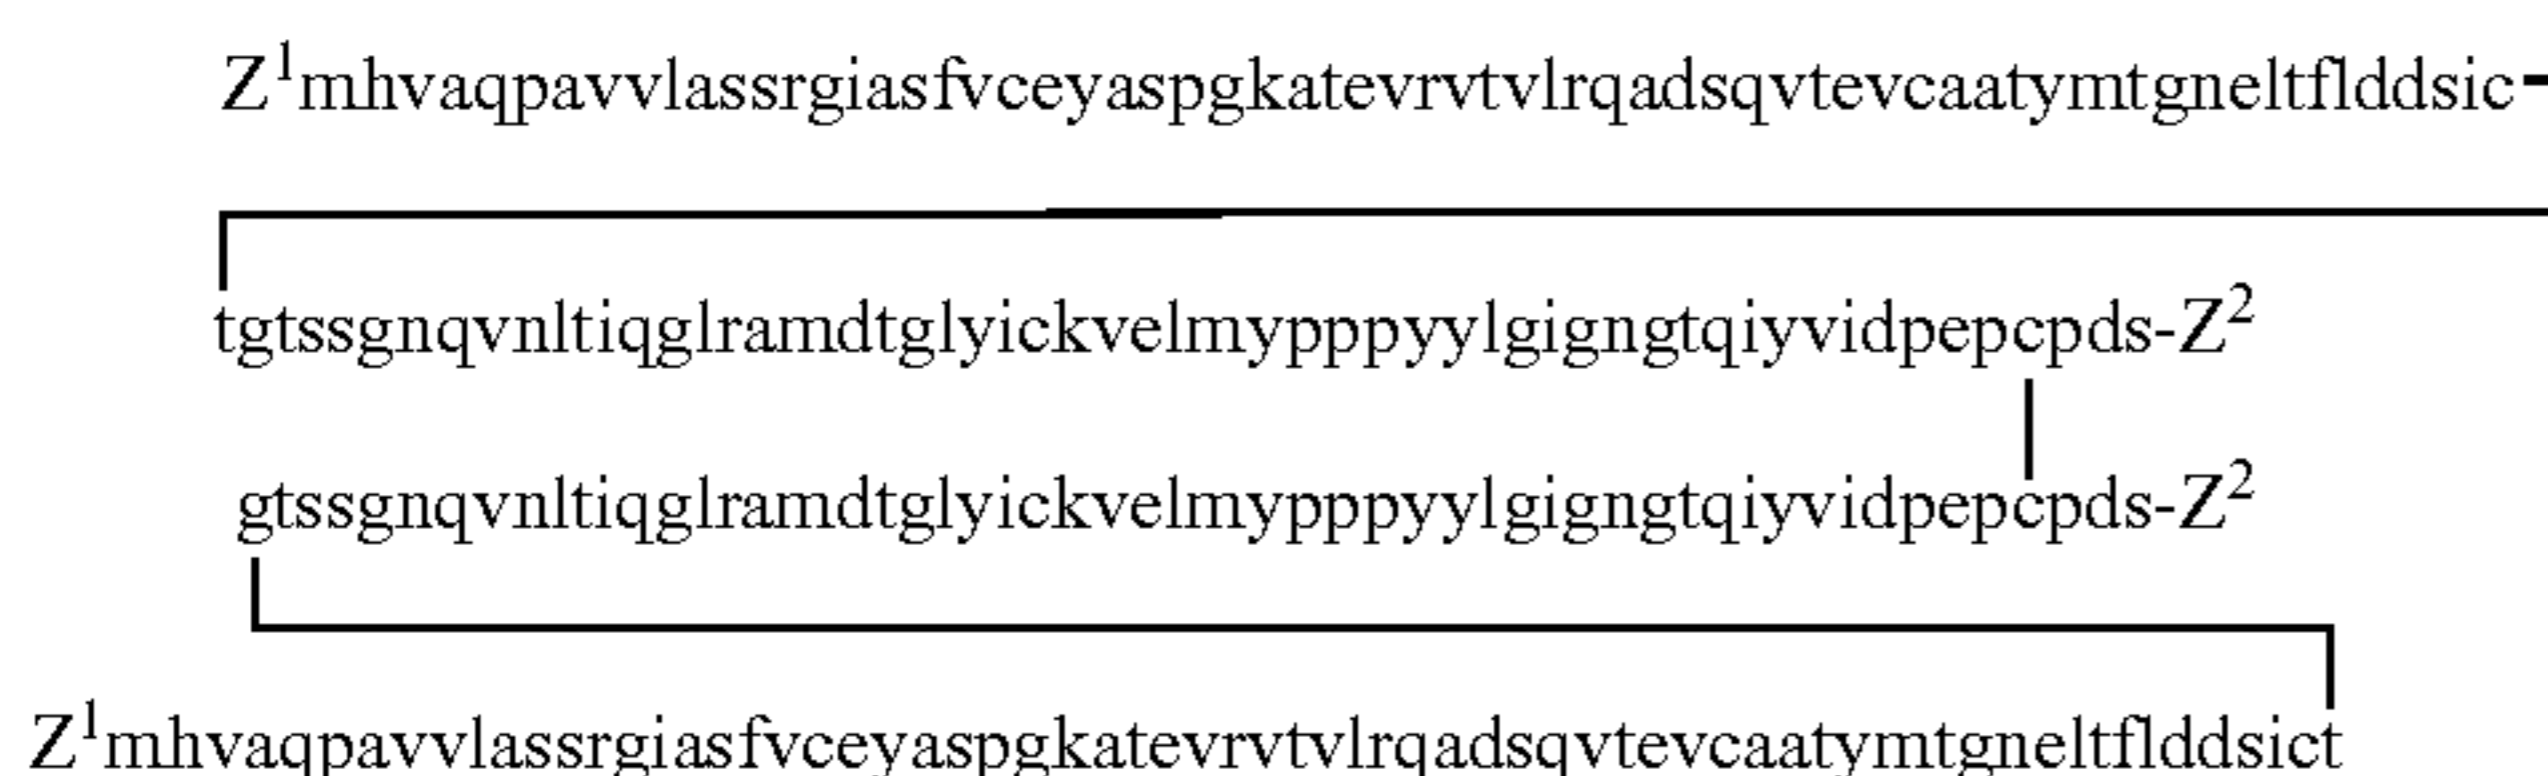 Z¹mhvaqpavvlassrgiasfvceyaspgkatevrvtvlrqadsqvtevcaatymtgneltflddsic
tgtssgnqvnltiqglramdtglyickvelmypppyylgigngtqiyvidpepcpds-Z²
gtssgnqvnltiqglramdtglyickvelmypppyylgigngtqiyvidpepcpds-Z²
Z¹mhvaqpavvlassrgiasfvceyaspgkatevrvtvlrqadsqvtevcaatymtgneltflddsict